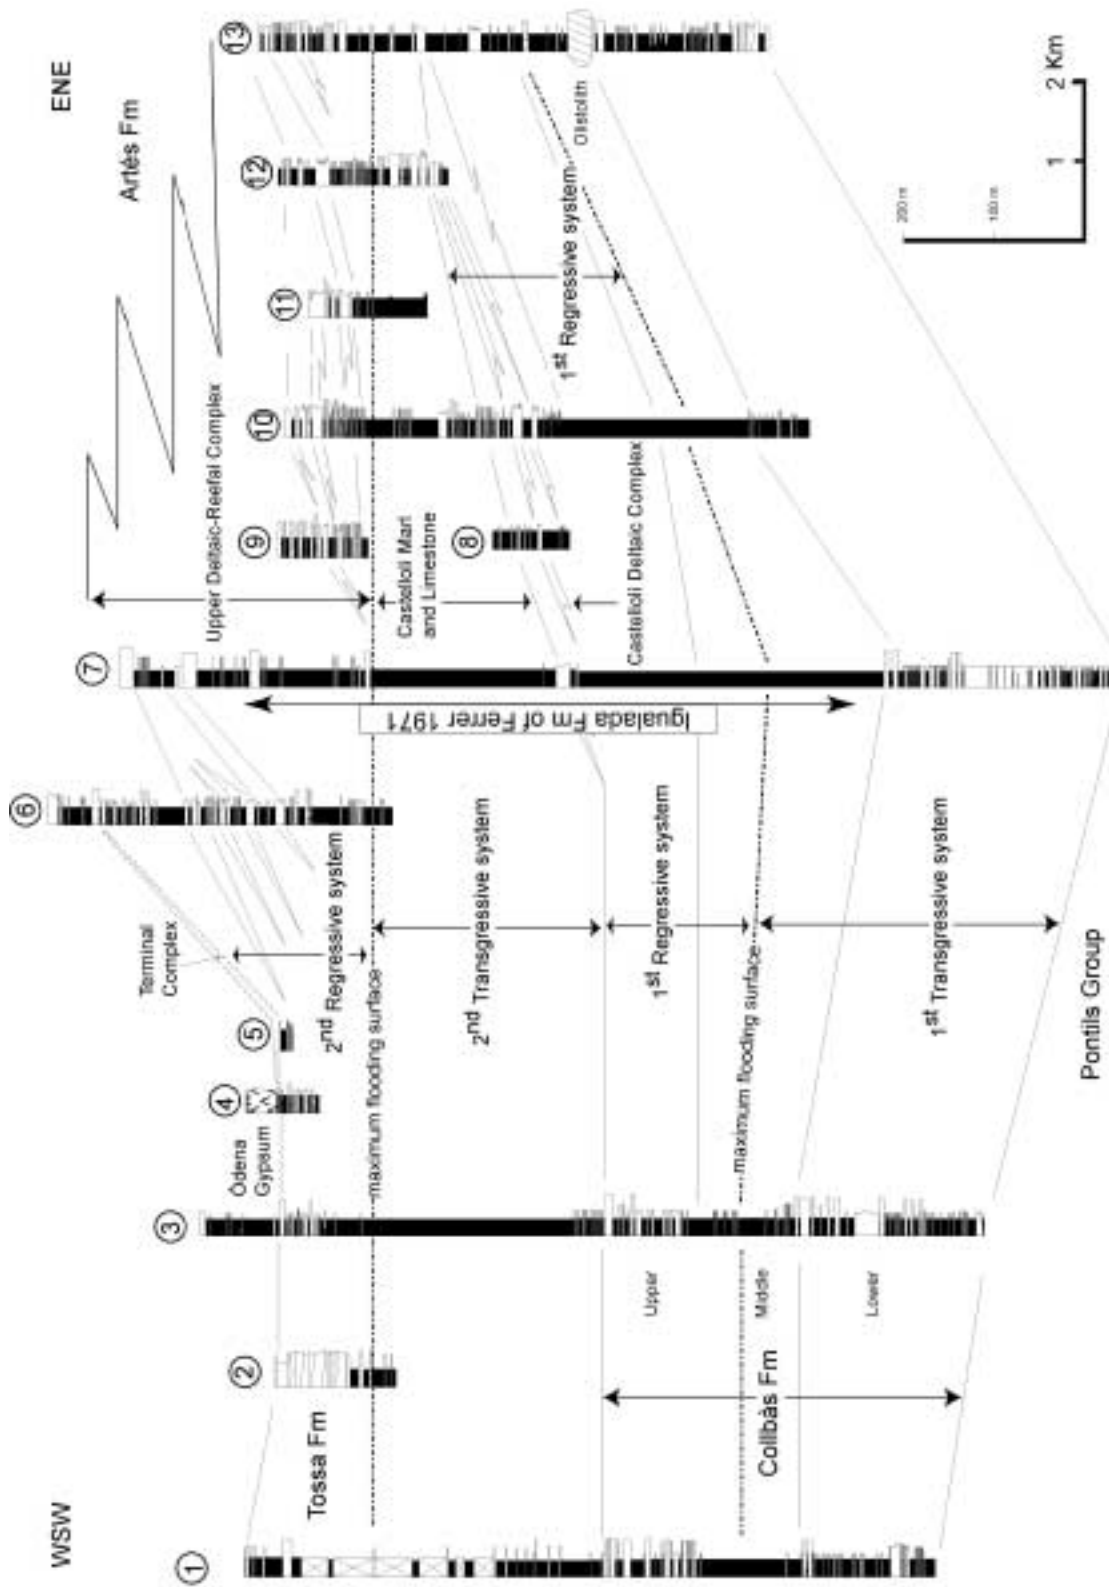 WSW
ENE
Artés Fm
1
2
3
4
5
6
7
8
9
10
11
12
13
Tossa Fm
Òdena
Gypsum
Terminal
Complex
2nd Regressive system
maximum flooding surface
2nd Transgressive system
1st Regressive system
maximum flooding surface
1st Transgressive system
Collbàs Fm
Upper
Middle
Lower
Pontils Group
Igualada Fm of Ferrer 1971
Upper Deltaic-Reefal Complex
Castelloli Marl
and Limestone
Castelloli Deltaic Complex
1st Regressive system
Olistolith
200 m
100 m
1
2 Km